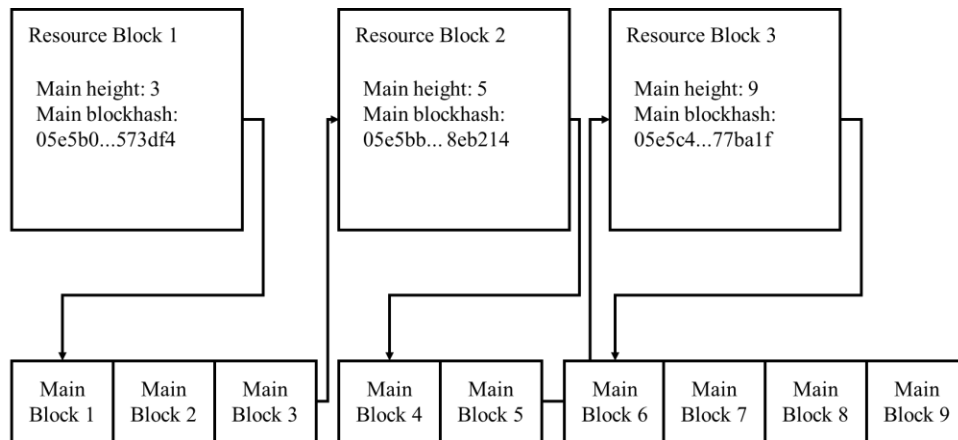 Resource Block 1
Main height: 3
Main blockhash:
05e5b0...573df4
Resource Block 2
Main height: 5
Main blockhash:
05e5bb... 8eb214
Resource Block 3
Main height: 9
Main blockhash:
05e5c4...77ba1f
Main
Block 1
Main
Block 2
Main
Block 3
Main
Block 4
Main
Block 5
Main
Block 6
Main
Block 7
Main
Block 8
Main
Block 9